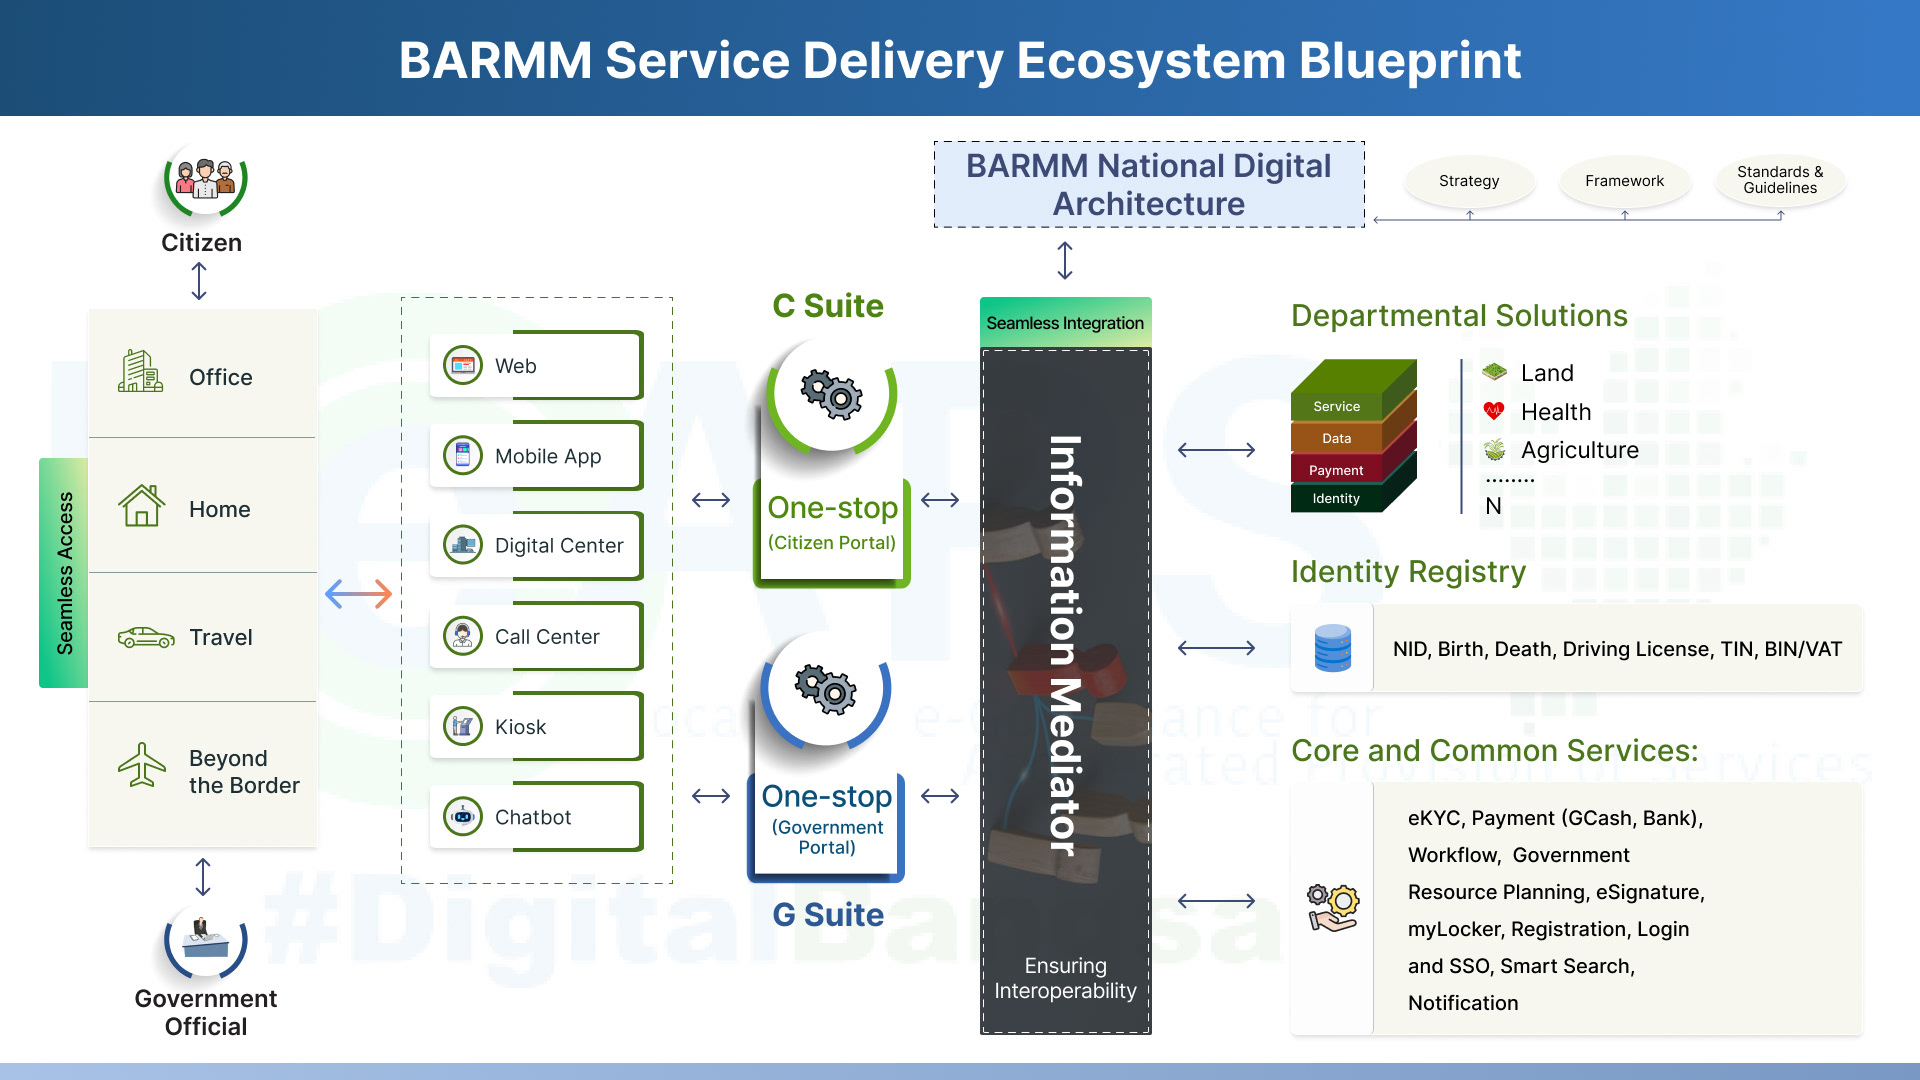 BARMM Service Delivery Ecosystem Blueprint
Citizen
Seamless Access
Office
Home
Travel
Beyond
the Border
Government
Official
Web
Mobile App
Digital Center
Call Center
Kiosk
Chatbot
C Suite
One-stop
(Citizen Portal)
One-stop
(Government
Portal)
G Suite
BARMM National Digital
Architecture
Strategy
Framework
Standards &
Guidelines
Seamless Integration
Information Mediator
Ensuring
Interoperability
Departmental Solutions
Service
Data
Payment
Identity
Land
Health
Agriculture
........
N
Identity Registry
NID, Birth, Death, Driving License, TIN, BIN/VAT
Core and Common Services:
eKYC, Payment (GCash, Bank),
Workflow, Government
Resource Planning, eSignature,
myLocker, Registration, Login
and SSO, Smart Search,
Notification
#DigitalBangsa